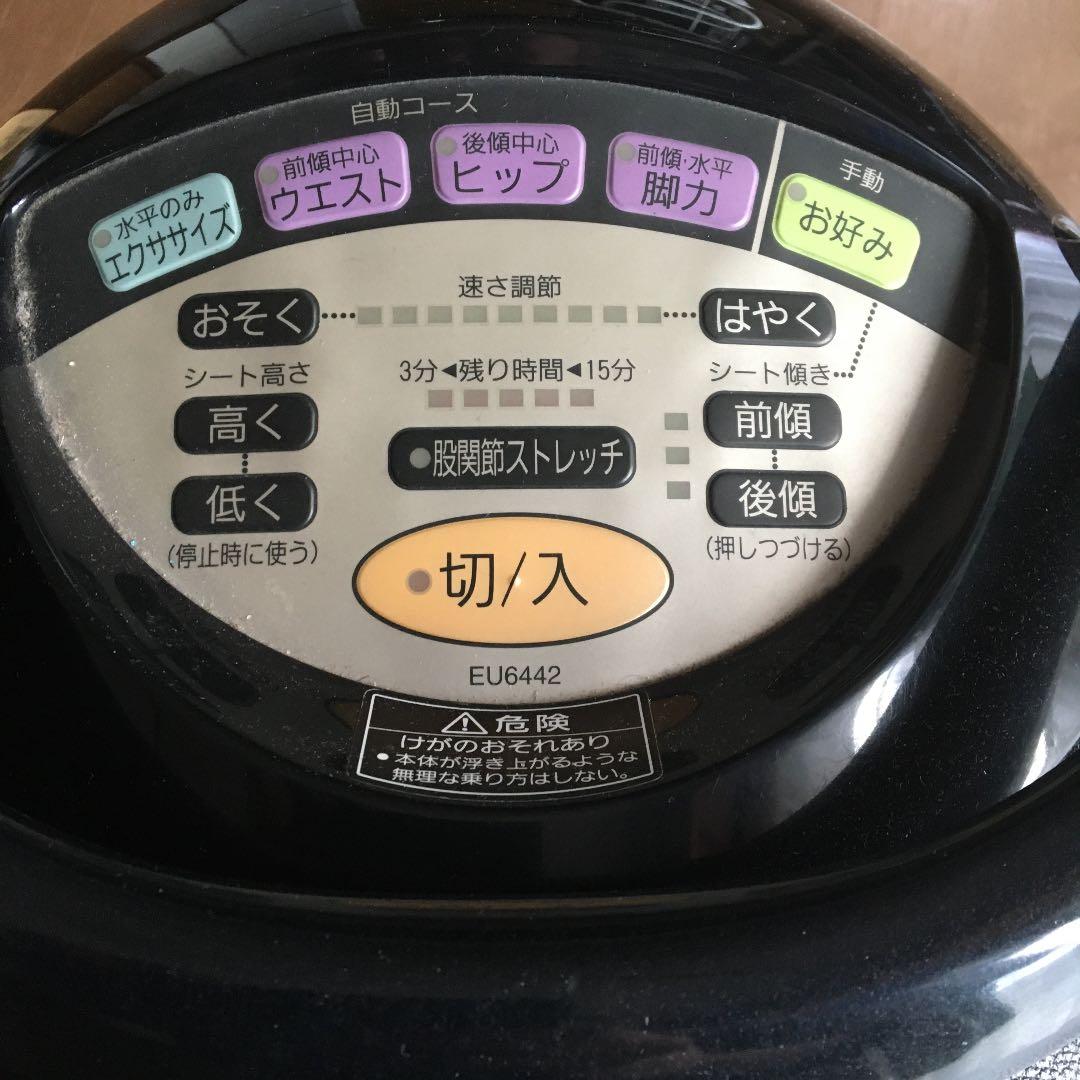 自動コース
水平のみ
エクササイズ
前傾中心
ウエスト
後傾中心
ヒップ
前傾・水平
脚力
手動
お好み
速さ調節
おそく
はやく
シート高さ
3分◀残り時間◀15分
シート傾き
高く
前傾
股関節ストレッチ
低く
後傾
(停止時に使う)
(押しつづける)
切/入
EU6442
⚠危険
けがのおそれあり
●本体が浮き上がるような
無理な乗り方はしない。